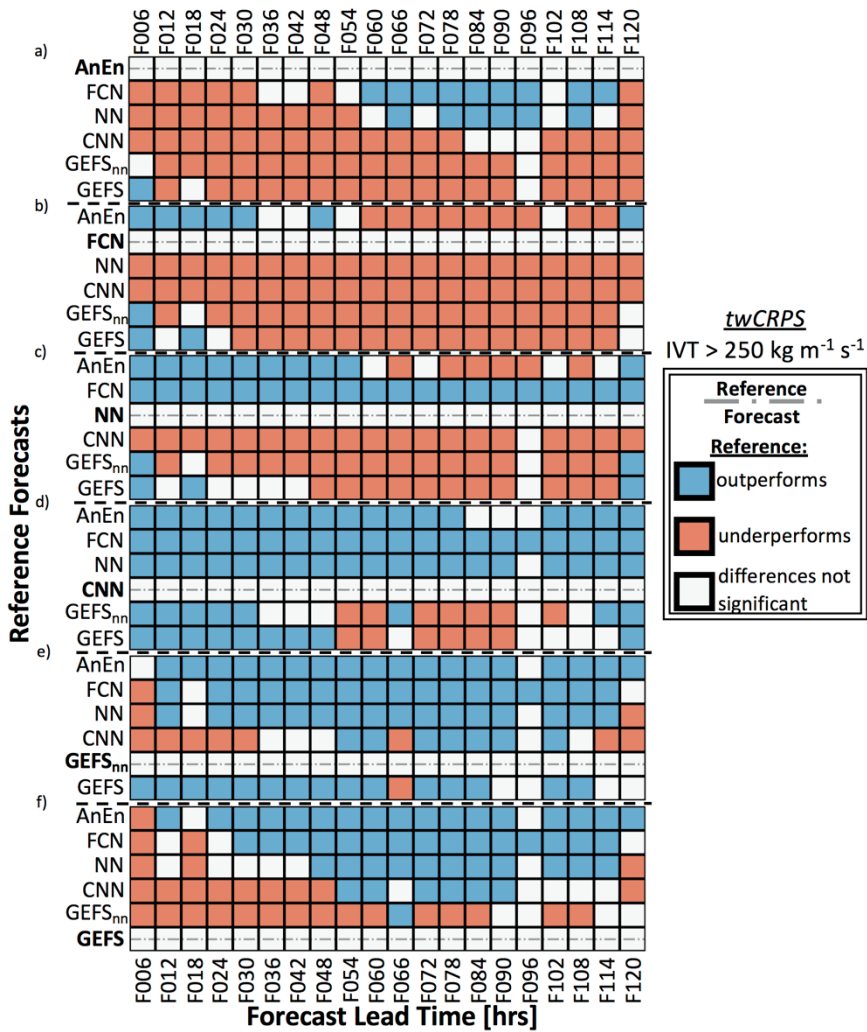 F006 F012 F018 F024 F030 F036 F042 F048 F054 F060 F066 F072 F078 F084 F090 F096 F102 F108 F114 F120
a)
AnEn
FCN
NN
CNN
GEFSnn
GEFS
b)
AnEn
FCN
NN
CNN
GEFSnn
GEFS
c)
AnEn
FCN
NN
CNN
GEFSnn
GEFS
d)
AnEn
FCN
NN
CNN
GEFSnn
GEFS
e)
AnEn
FCN
NN
CNN
GEFSnn
GEFS
f)
AnEn
FCN
NN
CNN
GEFSnn
GEFS
F006 F012 F018 F024 F030 F036 F042 F048 F054 F060 F066 F072 F078 F084 F090 F096 F102 F108 F114 F120
Forecast Lead Time [hrs]
Reference Forecasts
twCRPS
IVT > 250 kg m⁻¹ s⁻¹
Reference
Forecast
Reference:
outperforms
underperforms
differences not
significant